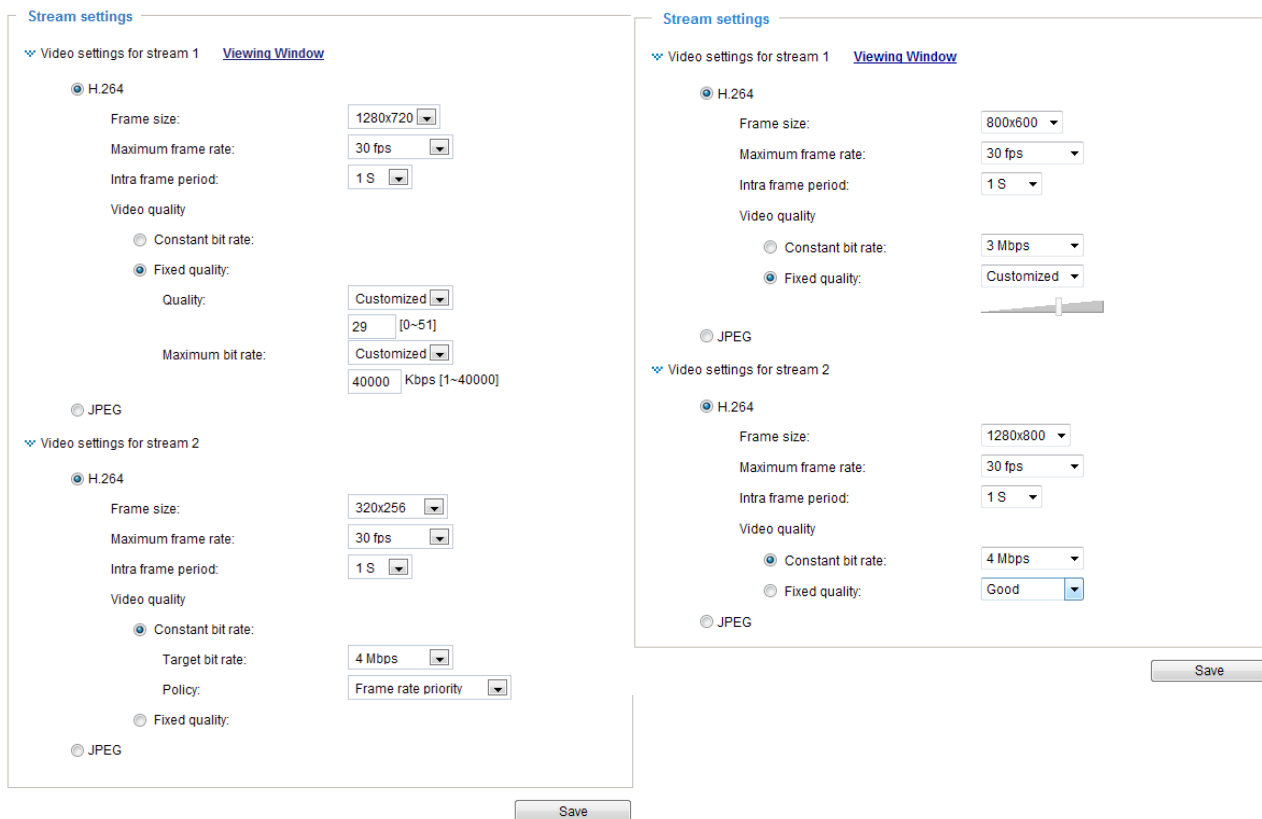 Stream settings
Video settings for stream 1 Viewing Window
H.264
Frame size: 1280x720
Maximum frame rate: 30 fps
Intra frame period: 1 S
Video quality
Constant bit rate:
Fixed quality:
Quality: Customized
29 [0~51]
Maximum bit rate: Customized
40000 Kbps [1~40000]
JPEG
Video settings for stream 2
H.264
Frame size: 320x256
Maximum frame rate: 30 fps
Intra frame period: 1 S
Video quality
Constant bit rate:
Target bit rate: 4 Mbps
Policy: Frame rate priority
Fixed quality:
JPEG
Save
Stream settings
Video settings for stream 1 Viewing Window
H.264
Frame size: 800x600
Maximum frame rate: 30 fps
Intra frame period: 1 S
Video quality
Constant bit rate: 3 Mbps
Fixed quality: Customized
JPEG
Video settings for stream 2
H.264
Frame size: 1280x800
Maximum frame rate: 30 fps
Intra frame period: 1 S
Video quality
Constant bit rate: 4 Mbps
Fixed quality: Good
JPEG
Save